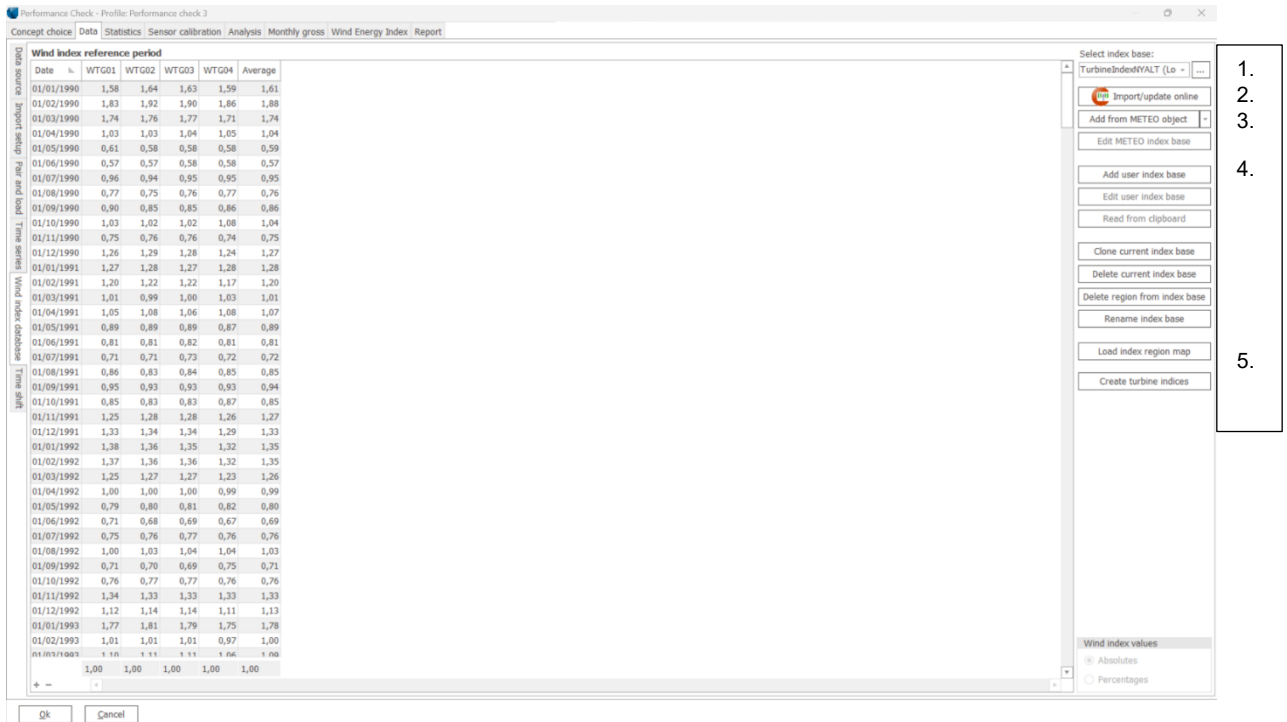 Performance Check - Profile: Performance check 3
Concept choice Data Statistics Sensor calibration Analysis Monthly gross Wind Energy Index Report
Data source
Import setup
Pair and load
Time series
Wind index database
Time shift
Wind index reference period
Date WTG01 WTG02 WTG03 WTG04 Average
01/01/1990 1,58 1,64 1,63 1,59 1,61
01/02/1990 1,83 1,92 1,90 1,86 1,88
01/03/1990 1,74 1,76 1,77 1,71 1,74
01/04/1990 1,03 1,03 1,04 1,05 1,04
01/05/1990 0,61 0,58 0,58 0,58 0,59
01/06/1990 0,57 0,57 0,58 0,58 0,57
01/07/1990 0,96 0,94 0,95 0,95 0,95
01/08/1990 0,77 0,75 0,76 0,77 0,76
01/09/1990 0,90 0,85 0,85 0,86 0,86
01/10/1990 1,03 1,02 1,02 1,08 1,04
01/11/1990 0,75 0,76 0,76 0,74 0,75
01/12/1990 1,26 1,29 1,28 1,24 1,27
01/01/1991 1,27 1,28 1,27 1,28 1,28
01/02/1991 1,20 1,22 1,22 1,17 1,20
01/03/1991 1,01 0,99 1,00 1,03 1,01
01/04/1991 1,05 1,08 1,06 1,08 1,07
01/05/1991 0,89 0,89 0,89 0,87 0,89
01/06/1991 0,81 0,81 0,82 0,81 0,81
01/07/1991 0,71 0,71 0,73 0,72 0,72
01/08/1991 0,86 0,83 0,84 0,85 0,85
01/09/1991 0,95 0,93 0,93 0,93 0,94
01/10/1991 0,85 0,83 0,83 0,87 0,85
01/11/1991 1,25 1,28 1,28 1,26 1,27
01/12/1991 1,33 1,34 1,34 1,29 1,33
01/01/1992 1,38 1,36 1,35 1,32 1,35
01/02/1992 1,37 1,36 1,36 1,32 1,35
01/03/1992 1,25 1,27 1,27 1,23 1,26
01/04/1992 1,00 1,00 1,00 0,99 0,99
01/05/1992 0,79 0,80 0,81 0,82 0,80
01/06/1992 0,71 0,68 0,69 0,67 0,69
01/07/1992 0,75 0,76 0,77 0,76 0,76
01/08/1992 1,00 1,03 1,04 1,04 1,03
01/09/1992 0,71 0,70 0,69 0,75 0,71
01/10/1992 0,76 0,77 0,77 0,76 0,76
01/11/1992 1,34 1,33 1,33 1,33 1,33
01/12/1992 1,12 1,14 1,14 1,11 1,13
01/01/1993 1,77 1,81 1,79 1,75 1,78
01/02/1993 1,01 1,01 1,01 0,97 1,00
01/03/1993 1,10 1,11 1,11 1,06 1,09
1,00 1,00 1,00 1,00 1,00
+ −
Select index base:
TurbineIndexNYALT (Lo ...
Import/update online
Add from METEO object
Edit METEO index base
Add user index base
Edit user index base
Read from clipboard
Clone current index base
Delete current index base
Delete region from index base
Rename index base
Load index region map
Create turbine indices
Wind index values
Absolutes
Percentages
1.
2.
3.
4.
5.
Ok Cancel